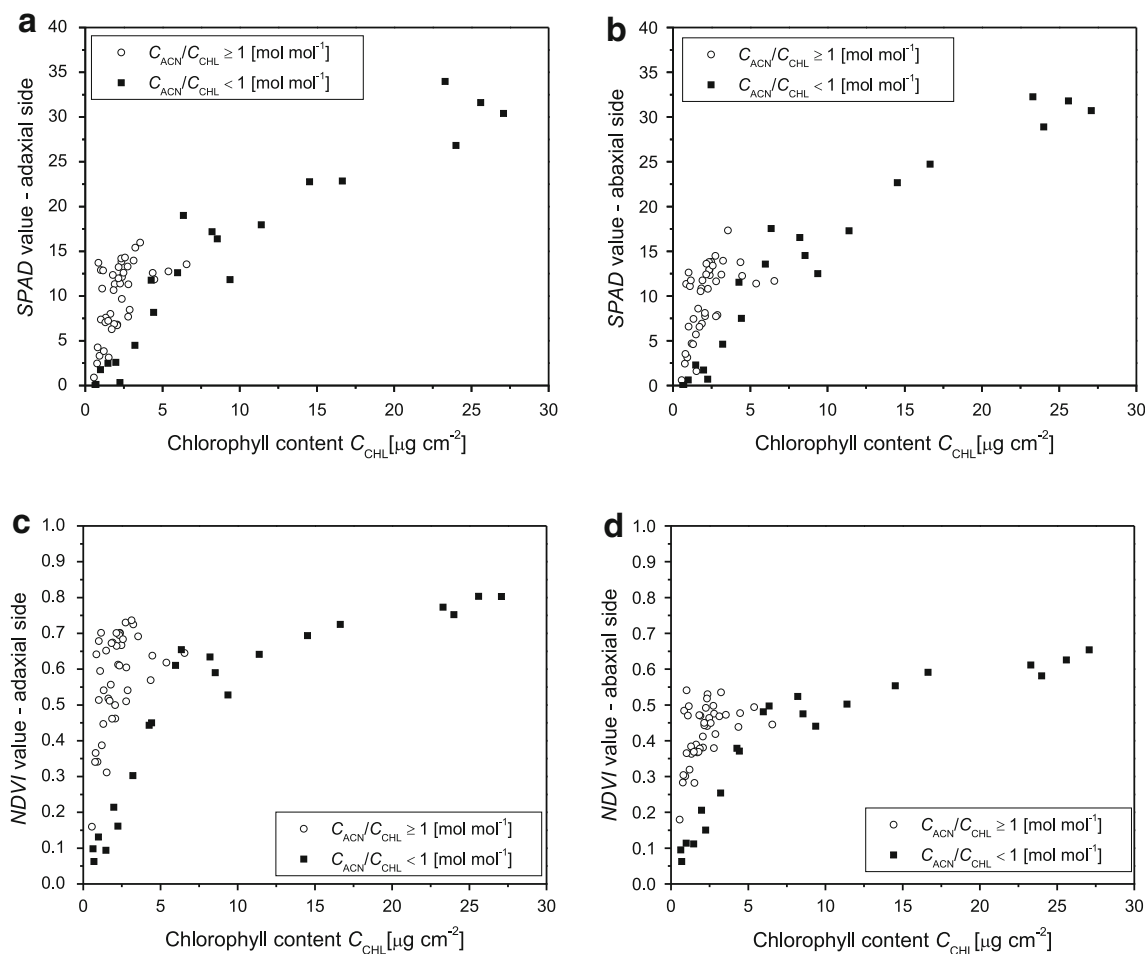 a
SPAD value - adaxial side
40
35
30
25
20
15
10
5
0
C_ACN/C_CHL ≥ 1 [mol mol⁻¹]
C_ACN/C_CHL < 1 [mol mol⁻¹]
0 5 10 15 20 25 30
Chlorophyll content C_CHL[µg cm⁻²]
b
SPAD value - abaxial side
40
35
30
25
20
15
10
5
0
C_ACN/C_CHL ≥ 1 [mol mol⁻¹]
C_ACN/C_CHL < 1 [mol mol⁻¹]
0 5 10 15 20 25 30
Chlorophyll content C_CHL[µg cm⁻²]
c
NDVI value - adaxial side
1.0
0.9
0.8
0.7
0.6
0.5
0.4
0.3
0.2
0.1
0.0
C_ACN/C_CHL ≥ 1 [mol mol⁻¹]
C_ACN/C_CHL < 1 [mol mol⁻¹]
0 5 10 15 20 25 30
Chlorophyll content C_CHL[µg cm⁻²]
d
NDVI value - abaxial side
1.0
0.9
0.8
0.7
0.6
0.5
0.4
0.3
0.2
0.1
0.0
C_ACN/C_CHL ≥ 1 [mol mol⁻¹]
C_ACN/C_CHL < 1 [mol mol⁻¹]
0 5 10 15 20 25 30
Chlorophyll content C_CHL[µg cm⁻²]